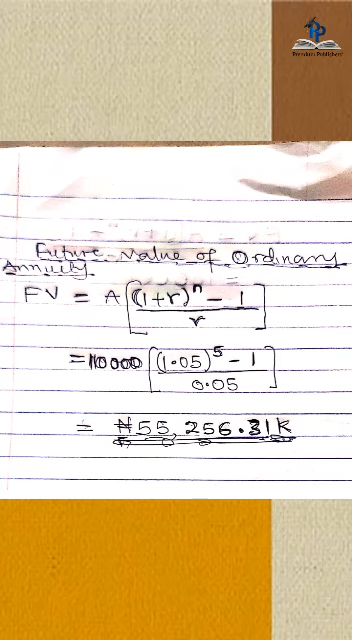 Premium Publishers
Future Value of Ordinary
Annuity.
FV = A [((1+r)^n - 1) / r]
= 10000 [((1.05)^5 - 1) / 0.05]
= ₦55,256.31K